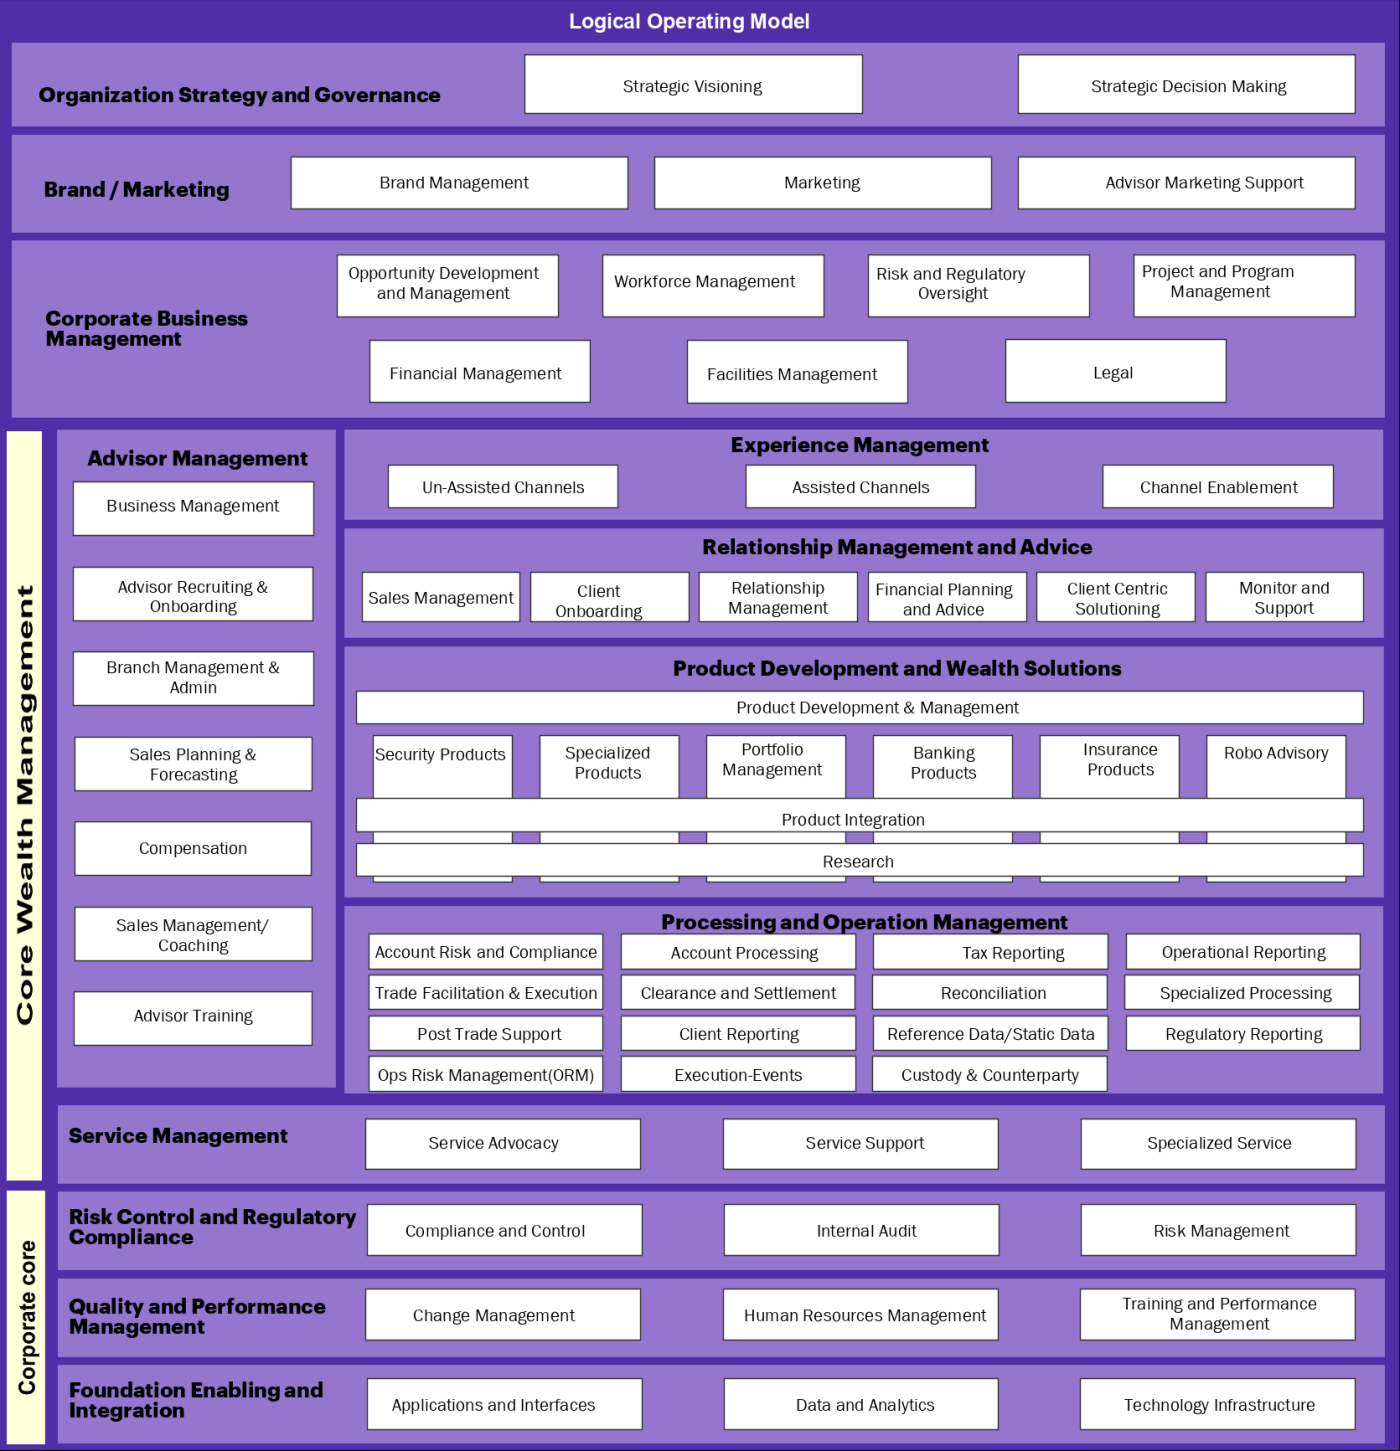 Logical Operating Model
Organization Strategy and Governance
Strategic Visioning
Strategic Decision Making
Brand / Marketing
Brand Management
Marketing
Advisor Marketing Support
Corporate Business
Management
Opportunity Development
and Management
Workforce Management
Risk and Regulatory
Oversight
Project and Program
Management
Financial Management
Facilities Management
Legal
Core Wealth Management
Advisor Management
Business Management
Advisor Recruiting &
Onboarding
Branch Management &
Admin
Sales Planning &
Forecasting
Compensation
Sales Management/
Coaching
Advisor Training
Experience Management
Un-Assisted Channels
Assisted Channels
Channel Enablement
Relationship Management and Advice
Sales Management
Client
Onboarding
Relationship
Management
Financial Planning
and Advice
Client Centric
Solutioning
Monitor and
Support
Product Development and Wealth Solutions
Product Development & Management
Security Products
Specialized
Products
Portfolio
Management
Banking
Products
Insurance
Products
Robo Advisory
Product Integration
Research
Processing and Operation Management
Account Risk and Compliance
Account Processing
Tax Reporting
Operational Reporting
Trade Facilitation & Execution
Clearance and Settlement
Reconciliation
Specialized Processing
Post Trade Support
Client Reporting
Reference Data/Static Data
Regulatory Reporting
Ops Risk Management(ORM)
Execution-Events
Custody & Counterparty
Service Management
Service Advocacy
Service Support
Specialized Service
Corporate core
Risk Control and Regulatory
Compliance
Compliance and Control
Internal Audit
Risk Management
Quality and Performance
Management
Change Management
Human Resources Management
Training and Performance
Management
Foundation Enabling and
Integration
Applications and Interfaces
Data and Analytics
Technology Infrastructure